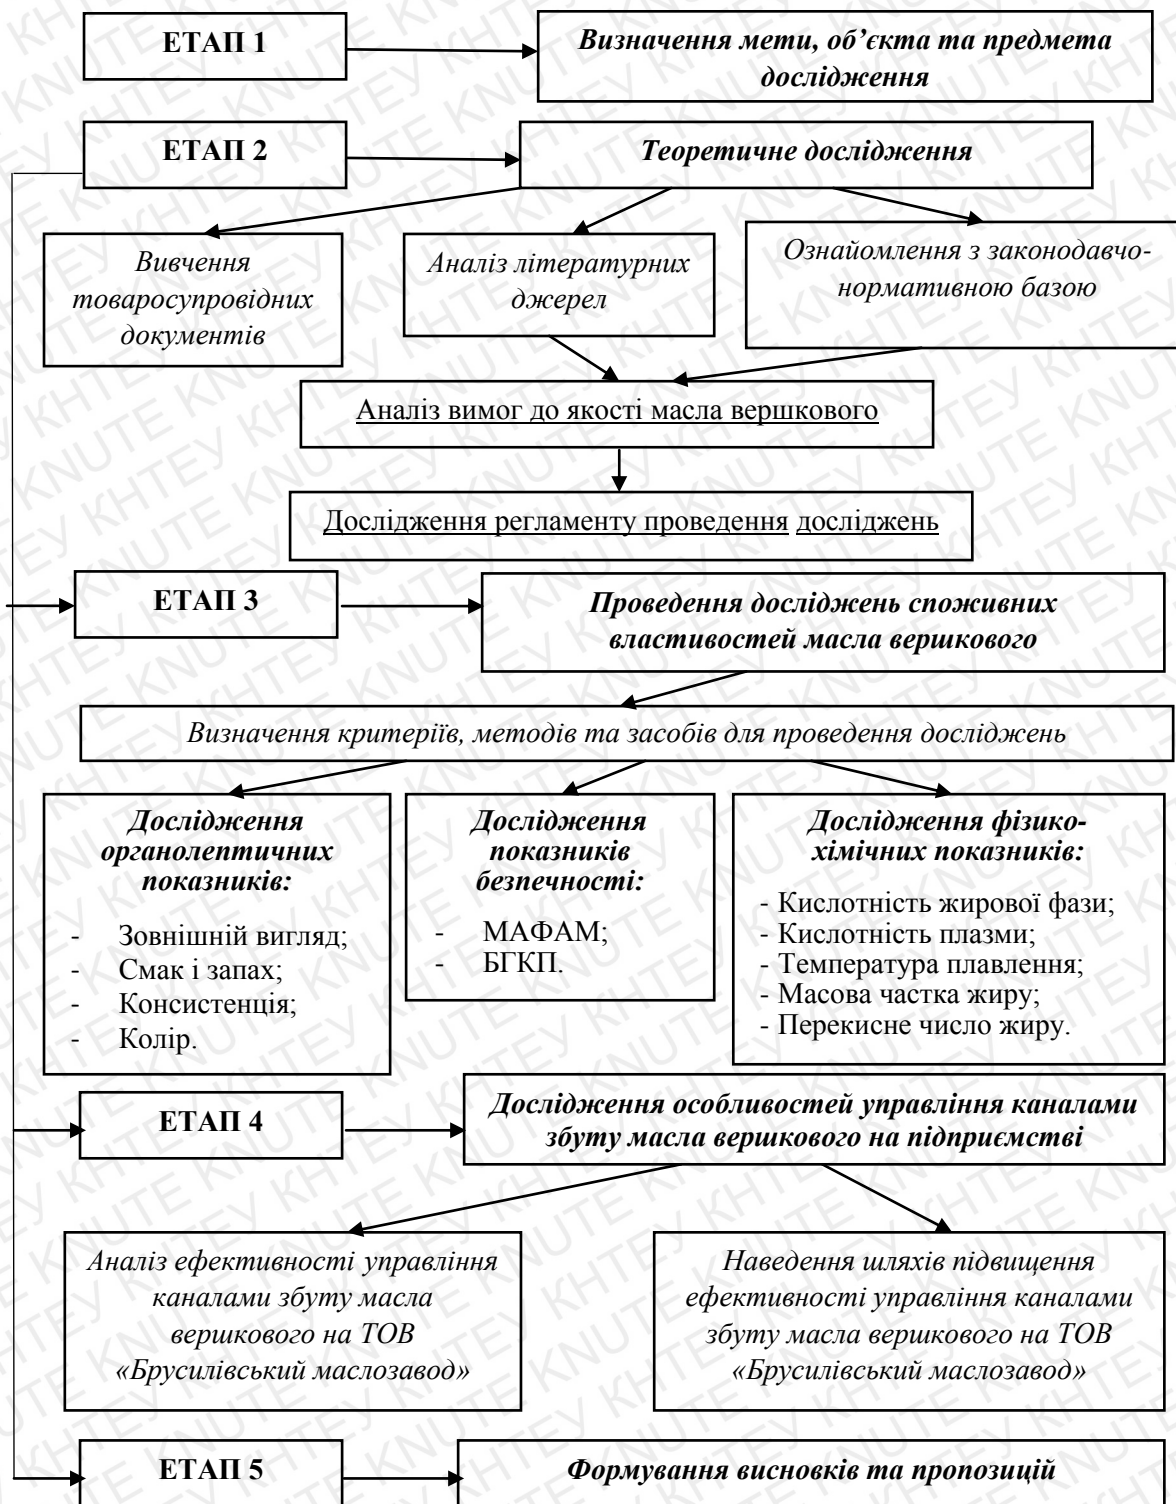 ЕТАП 1
Визначення мети, об’єкта та предмета
дослідження
ЕТАП 2
Теоретичне дослідження
Вивчення
товаросупровідних
документів
Аналіз літературних
джерел
Ознайомлення з законодавчо-
нормативною базою
Аналіз вимог до якості масла вершкового
Дослідження регламенту проведення досліджень
ЕТАП 3
Проведення досліджень споживних
властивостей масла вершкового
Визначення критеріїв, методів та засобів для проведення досліджень
Дослідження
органолептичних
показників:
- Зовнішній вигляд;
- Смак і запах;
- Консистенція;
- Колір.
Дослідження
показників
безпечності:
- МАФАМ;
- БГКП.
Дослідження фізико-
хімічних показників:
- Кислотність жирової фази;
- Кислотність плазми;
- Температура плавлення;
- Масова частка жиру;
- Перекисне число жиру.
ЕТАП 4
Дослідження особливостей управління каналами
збуту масла вершкового на підприємстві
Аналіз ефективності управління
каналами збуту масла
вершкового на ТОВ
«Брусилівський маслозавод»
Наведення шляхів підвищення
ефективності управління каналами
збуту масла вершкового на ТОВ
«Брусилівський маслозавод»
ЕТАП 5
Формування висновків та пропозицій